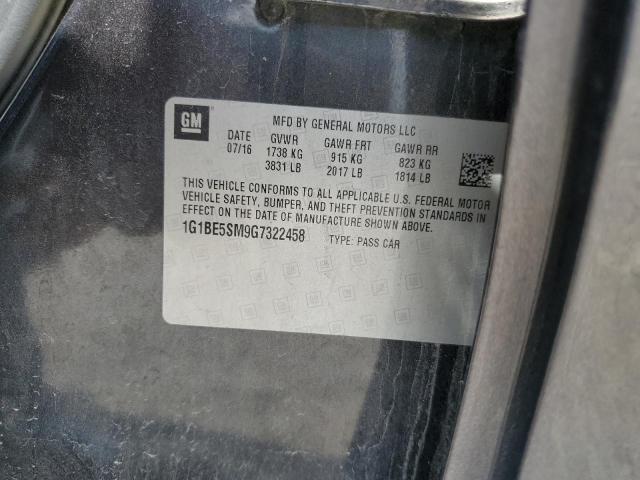 GM
MFD BY GENERAL MOTORS LLC
DATE GVWR GAWR FRT GAWR RR
07/16 1738 KG 915 KG 823 KG
3831 LB 2017 LB 1814 LB
THIS VEHICLE CONFORMS TO ALL APPLICABLE U.S. FEDERAL MOTOR
VEHICLE SAFETY, BUMPER, AND THEFT PREVENTION STANDARDS IN
EFFECT ON THE DATE OF MANUFACTURE SHOWN ABOVE.
1G1BE5SM9G7322458 TYPE: PASS CAR